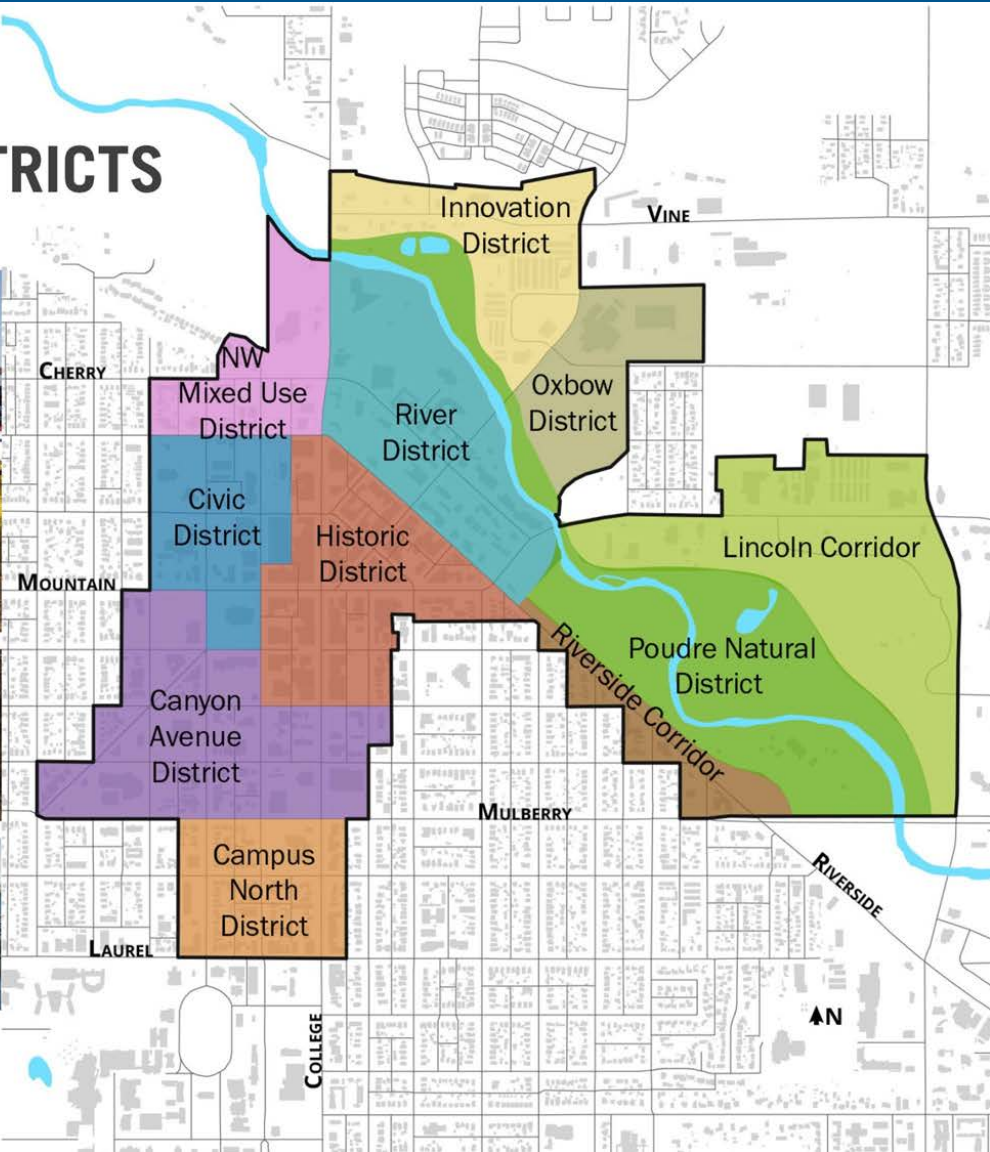 TRICTS
Innovation
District
VINE
NW
Mixed Use
District
CHERRY
River
District
Oxbow
District
Civic
District
Historic
District
Lincoln Corridor
MOUNTAIN
Riverside Corridor
Poudre Natural
District
Canyon
Avenue
District
MULBERRY
Campus
North
District
RIVERSIDE
LAUREL
COLLEGE
N